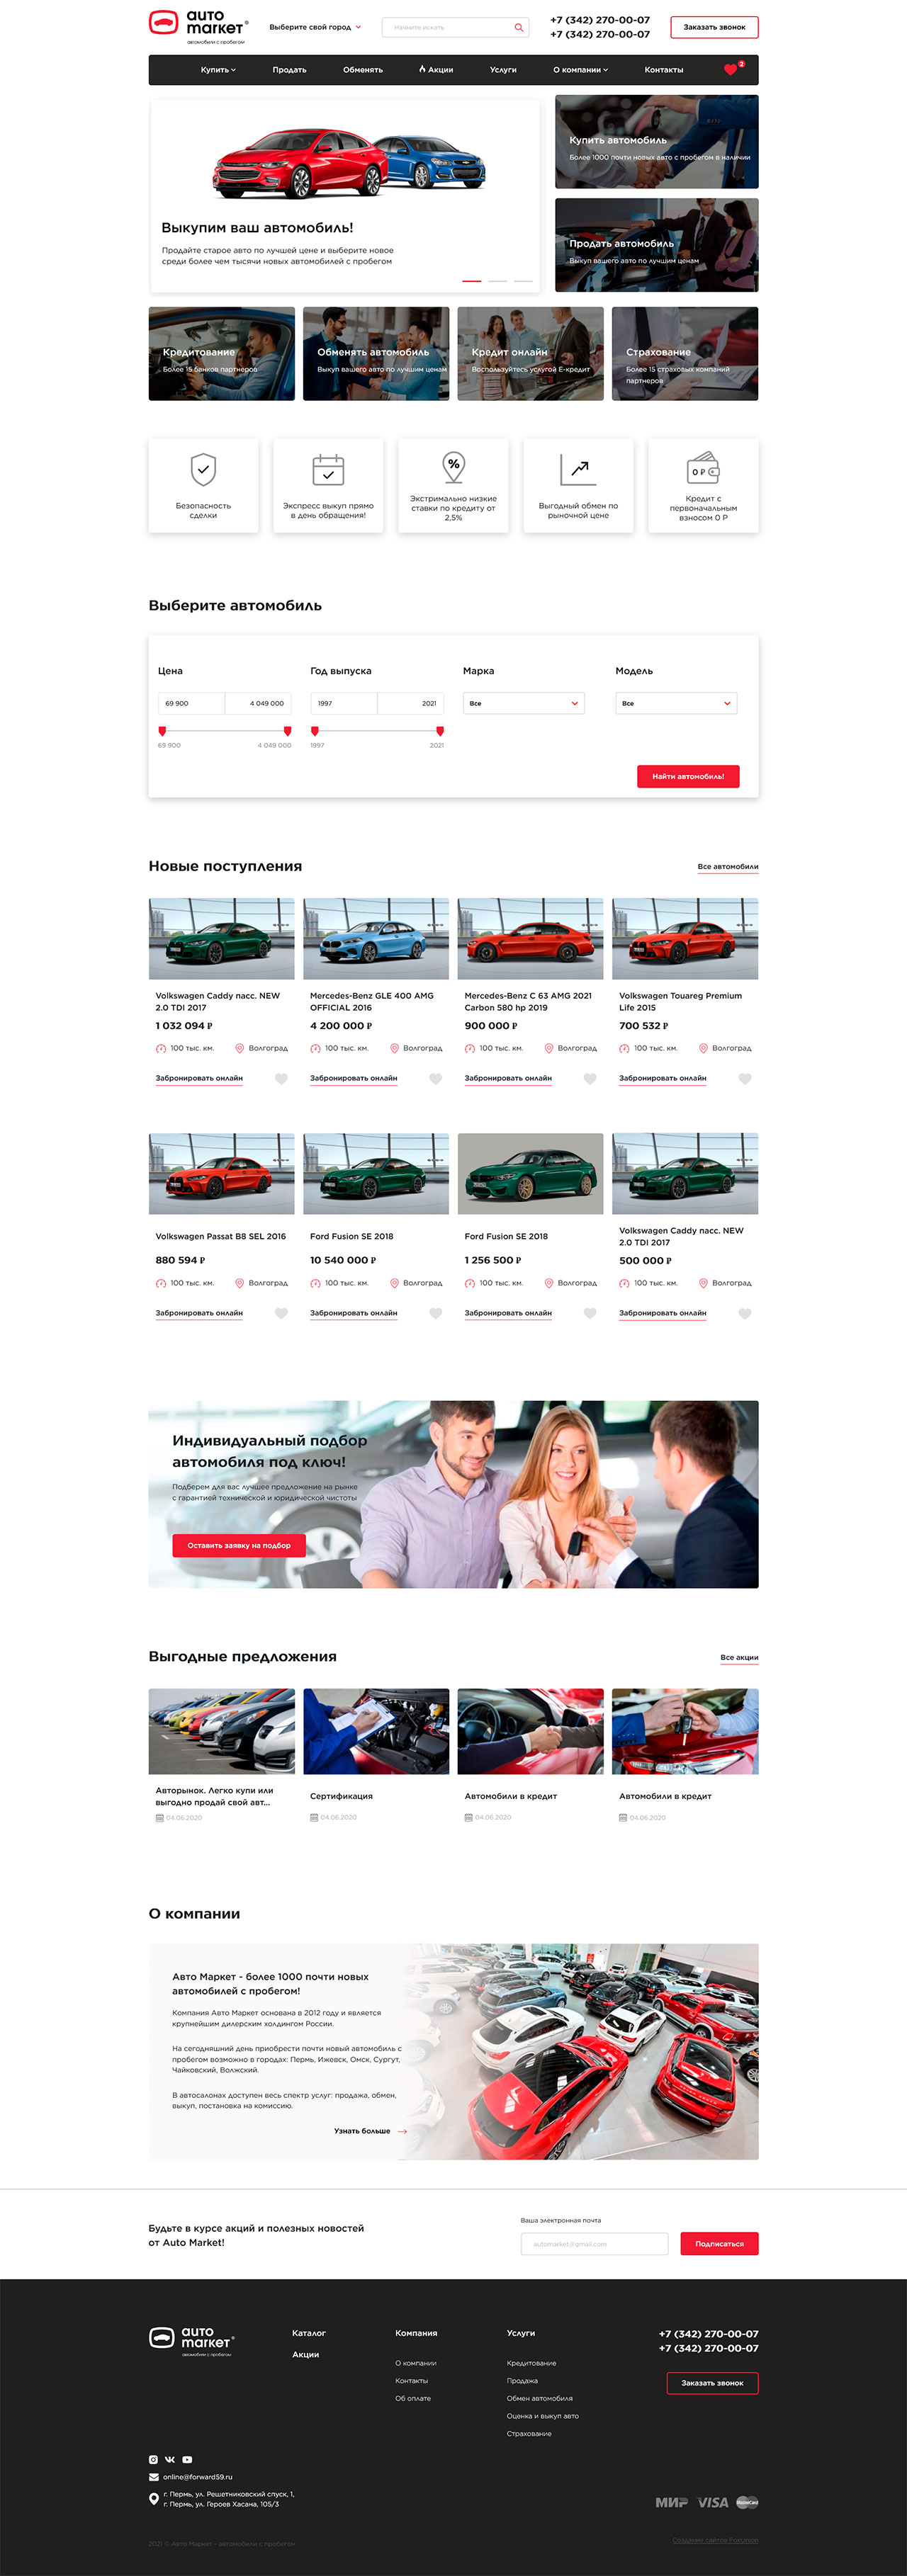 auto
market®
автомобили с пробегом
Выберите свой город
Начните искать
+7 (342) 270-00-07
+7 (342) 270-00-07
Заказать звонок
Купить
Продать
Обменять
Акции
Услуги
О компании
Контакты
2
Выкупим ваш автомобиль!
Продайте старое авто по лучшей цене и выберите новое
среди более чем тысячи новых автомобилей с пробегом
Купить автомобиль
Более 1000 почти новых авто с пробегом в наличии
Продать автомобиль
Выкуп вашего авто по лучшим ценам
Кредитование
Более 15 банков партнеров
Обменять автомобиль
Выкуп вашего авто по лучшим ценам
Кредит онлайн
Воспользуйтесь услугой Е-кредит
Страхование
Более 15 страховых компаний
партнеров
Безопасность
сделки
Экспресс выкуп прямо
в день обращения!
%
Экстримально низкие
ставки по кредиту от
2,5%
Выгодный обмен по
рыночной цене
0 ₽
Кредит с
первоначальным
взносом 0 Р
Выберите автомобиль
Цена
69 900
4 049 000
69 900
4 049 000
Год выпуска
1997
2021
1997
2021
Марка
Все
Модель
Все
Найти автомобиль!
Новые поступления
Все автомобили
Volkswagen Caddy пасс. NEW
2.0 TDI 2017
1 032 094 ₽
100 тыс. км.
Волгоград
Забронировать онлайн
Mercedes-Benz GLE 400 AMG
OFFICIAL 2016
4 200 000 ₽
100 тыс. км.
Волгоград
Забронировать онлайн
Mercedes-Benz C 63 AMG 2021
Carbon 580 hp 2019
900 000 ₽
100 тыс. км.
Волгоград
Забронировать онлайн
Volkswagen Touareg Premium
Life 2015
700 532 ₽
100 тыс. км.
Волгоград
Забронировать онлайн
Volkswagen Passat B8 SEL 2016
880 594 ₽
100 тыс. км.
Волгоград
Забронировать онлайн
Ford Fusion SE 2018
10 540 000 ₽
100 тыс. км.
Волгоград
Забронировать онлайн
Ford Fusion SE 2018
1 256 500 ₽
100 тыс. км.
Волгоград
Забронировать онлайн
Volkswagen Caddy пасс. NEW
2.0 TDI 2017
500 000 ₽
100 тыс. км.
Волгоград
Забронировать онлайн
Индивидуальный подбор
автомобиля под ключ!
Подберем для вас лучшее предложение на рынке
с гарантией технической и юридической чистоты
Оставить заявку на подбор
Выгодные предложения
Все акции
Авторынок. Легко купи или
выгодно продай свой авт...
04.06.2020
Сертификация
04.06.2020
Автомобили в кредит
04.06.2020
Автомобили в кредит
04.06.2020
О компании
Авто Маркет - более 1000 почти новых
автомобилей с пробегом!
Компания Авто Маркет основана в 2012 году и является
крупнейшим дилерским холдингом России.
На сегодняшний день приобрести почти новый автомобиль с
пробегом возможно в городах: Пермь, Ижевск, Омск, Сургут,
Чайковский, Волжский.
В автосалонах доступен весь спектр услуг: продажа, обмен,
выкуп, постановка на комиссию.
Узнать больше
Будьте в курсе акций и полезных новостей
от Auto Market!
Ваша электронная почта
automarket@gmail.com
Подписаться
auto
market®
автомобили с пробегом
Каталог
Акции
Компания
О компании
Контакты
Об оплате
Услуги
Кредитование
Продажа
Обмен автомобиля
Оценка и выкуп авто
Страхование
+7 (342) 270-00-07
+7 (342) 270-00-07
Заказать звонок
online@forward59.ru
г. Пермь, ул. Решетниковский спуск, 1,
г. Пермь, ул. Героев Хасана, 105/3
МИР VISA MasterCard
2021 © Авто Маркет - автомобили с пробегом
Создание сайтов FoxUnion